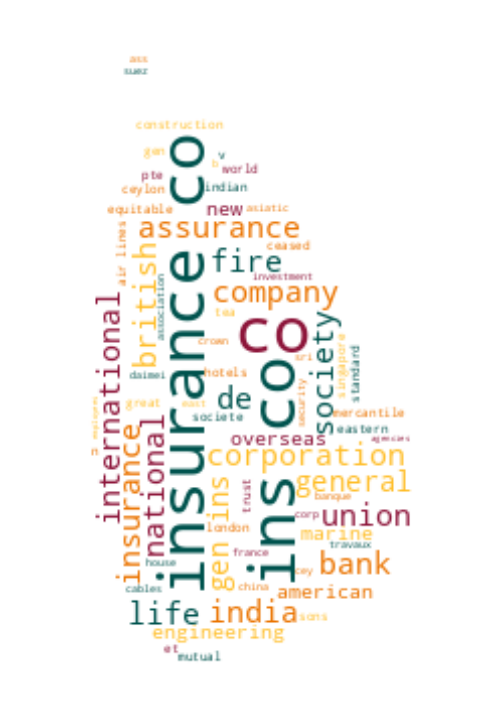 ass
suer
construction
co
gen
v
b
world
pte
ceylon
indian
equitable
new
asiatic
assurance
air lines
british
fire
ceased
insurance
association
investment
company
international
tea
co
society
crown
sri
singapore
standard
daimei
hotels
co
security
great
east
de
societe
mercantile
eastern
insurance
national
overseas
agencies
corporation
general
ins
gen
ins
trust
banque
corp
union
london
marine
travaux
france
house
cey
bank
cables
china
american
life
india
sons
engineering
et
mutual